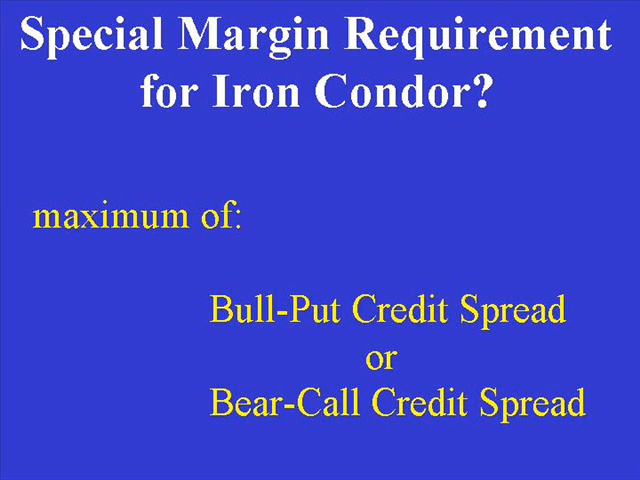 Special Margin Requirement
for Iron Condor?
maximum of:
Bull-Put Credit Spread
or
Bear-Call Credit Spread